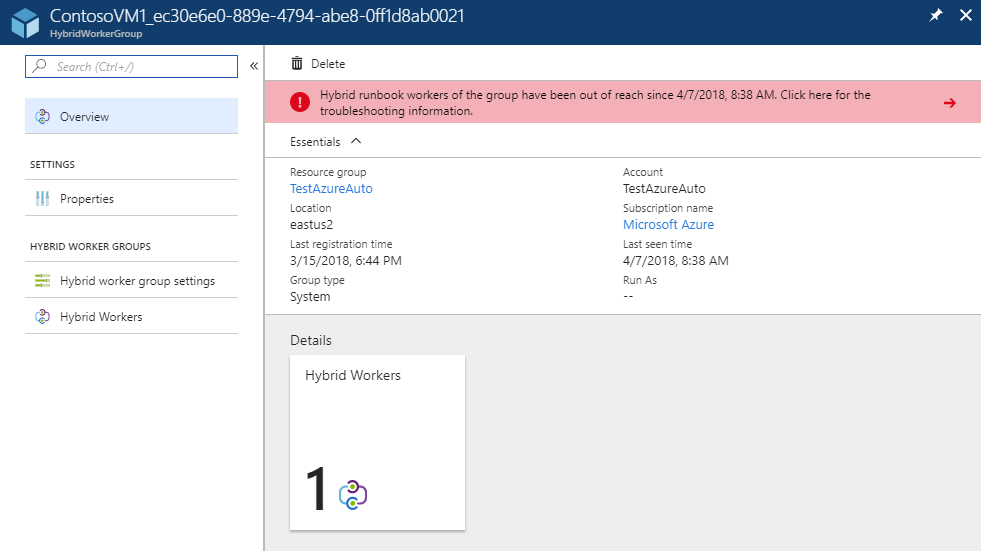 ContosoVM1_ec30e6e0-889e-4794-abe8-0ff1d8ab0021
HybridWorkerGroup
Search (Ctrl+/)
Overview
SETTINGS
Properties
HYBRID WORKER GROUPS
Hybrid worker group settings
Hybrid Workers
Delete
Hybrid runbook workers of the group have been out of reach since 4/7/2018, 8:38 AM. Click here for the
troubleshooting information.
Essentials
Resource group
TestAzureAuto
Account
TestAzureAuto
Location
eastus2
Subscription name
Microsoft Azure
Last registration time
3/15/2018, 6:44 PM
Last seen time
4/7/2018, 8:38 AM
Group type
System
Run As
--
Details
Hybrid Workers
1